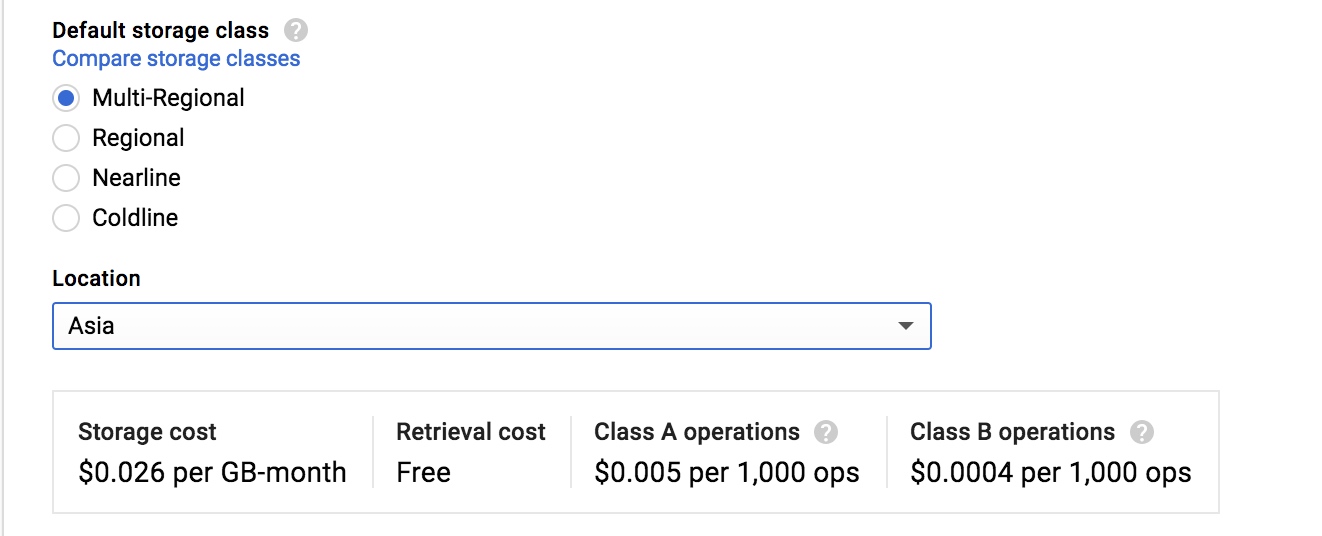 Default storage class ?
Compare storage classes
Multi-Regional
Regional
Nearline
Coldline
Location
Asia
Storage cost
$0.026 per GB-month
Retrieval cost
Free
Class A operations ?
$0.005 per 1,000 ops
Class B operations ?
$0.0004 per 1,000 ops